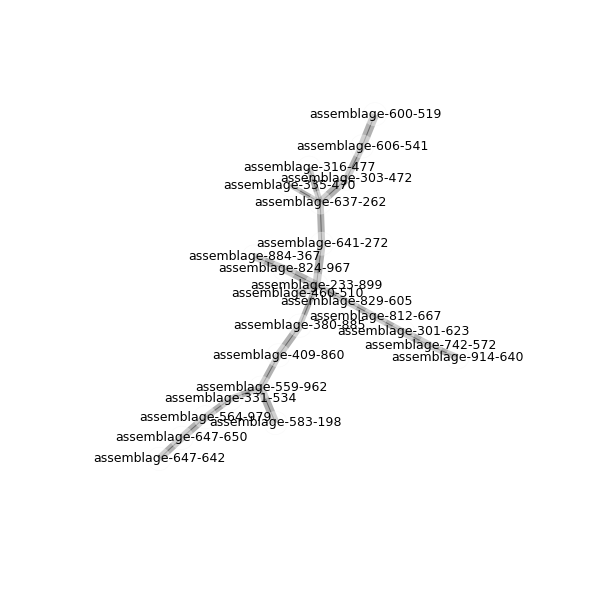 assemblage-600-519
assemblage-606-541
assemblage-316-477
assemblage-303-472
assemblage-335-470
assemblage-637-262
assemblage-641-272
assemblage-884-367
assemblage-824-967
assemblage-233-899
assemblage-460-510
assemblage-829-605
assemblage-812-667
assemblage-380-885
assemblage-301-623
assemblage-742-572
assemblage-409-860
assemblage-914-640
assemblage-559-962
assemblage-331-534
assemblage-564-979
assemblage-583-198
assemblage-647-650
assemblage-647-642